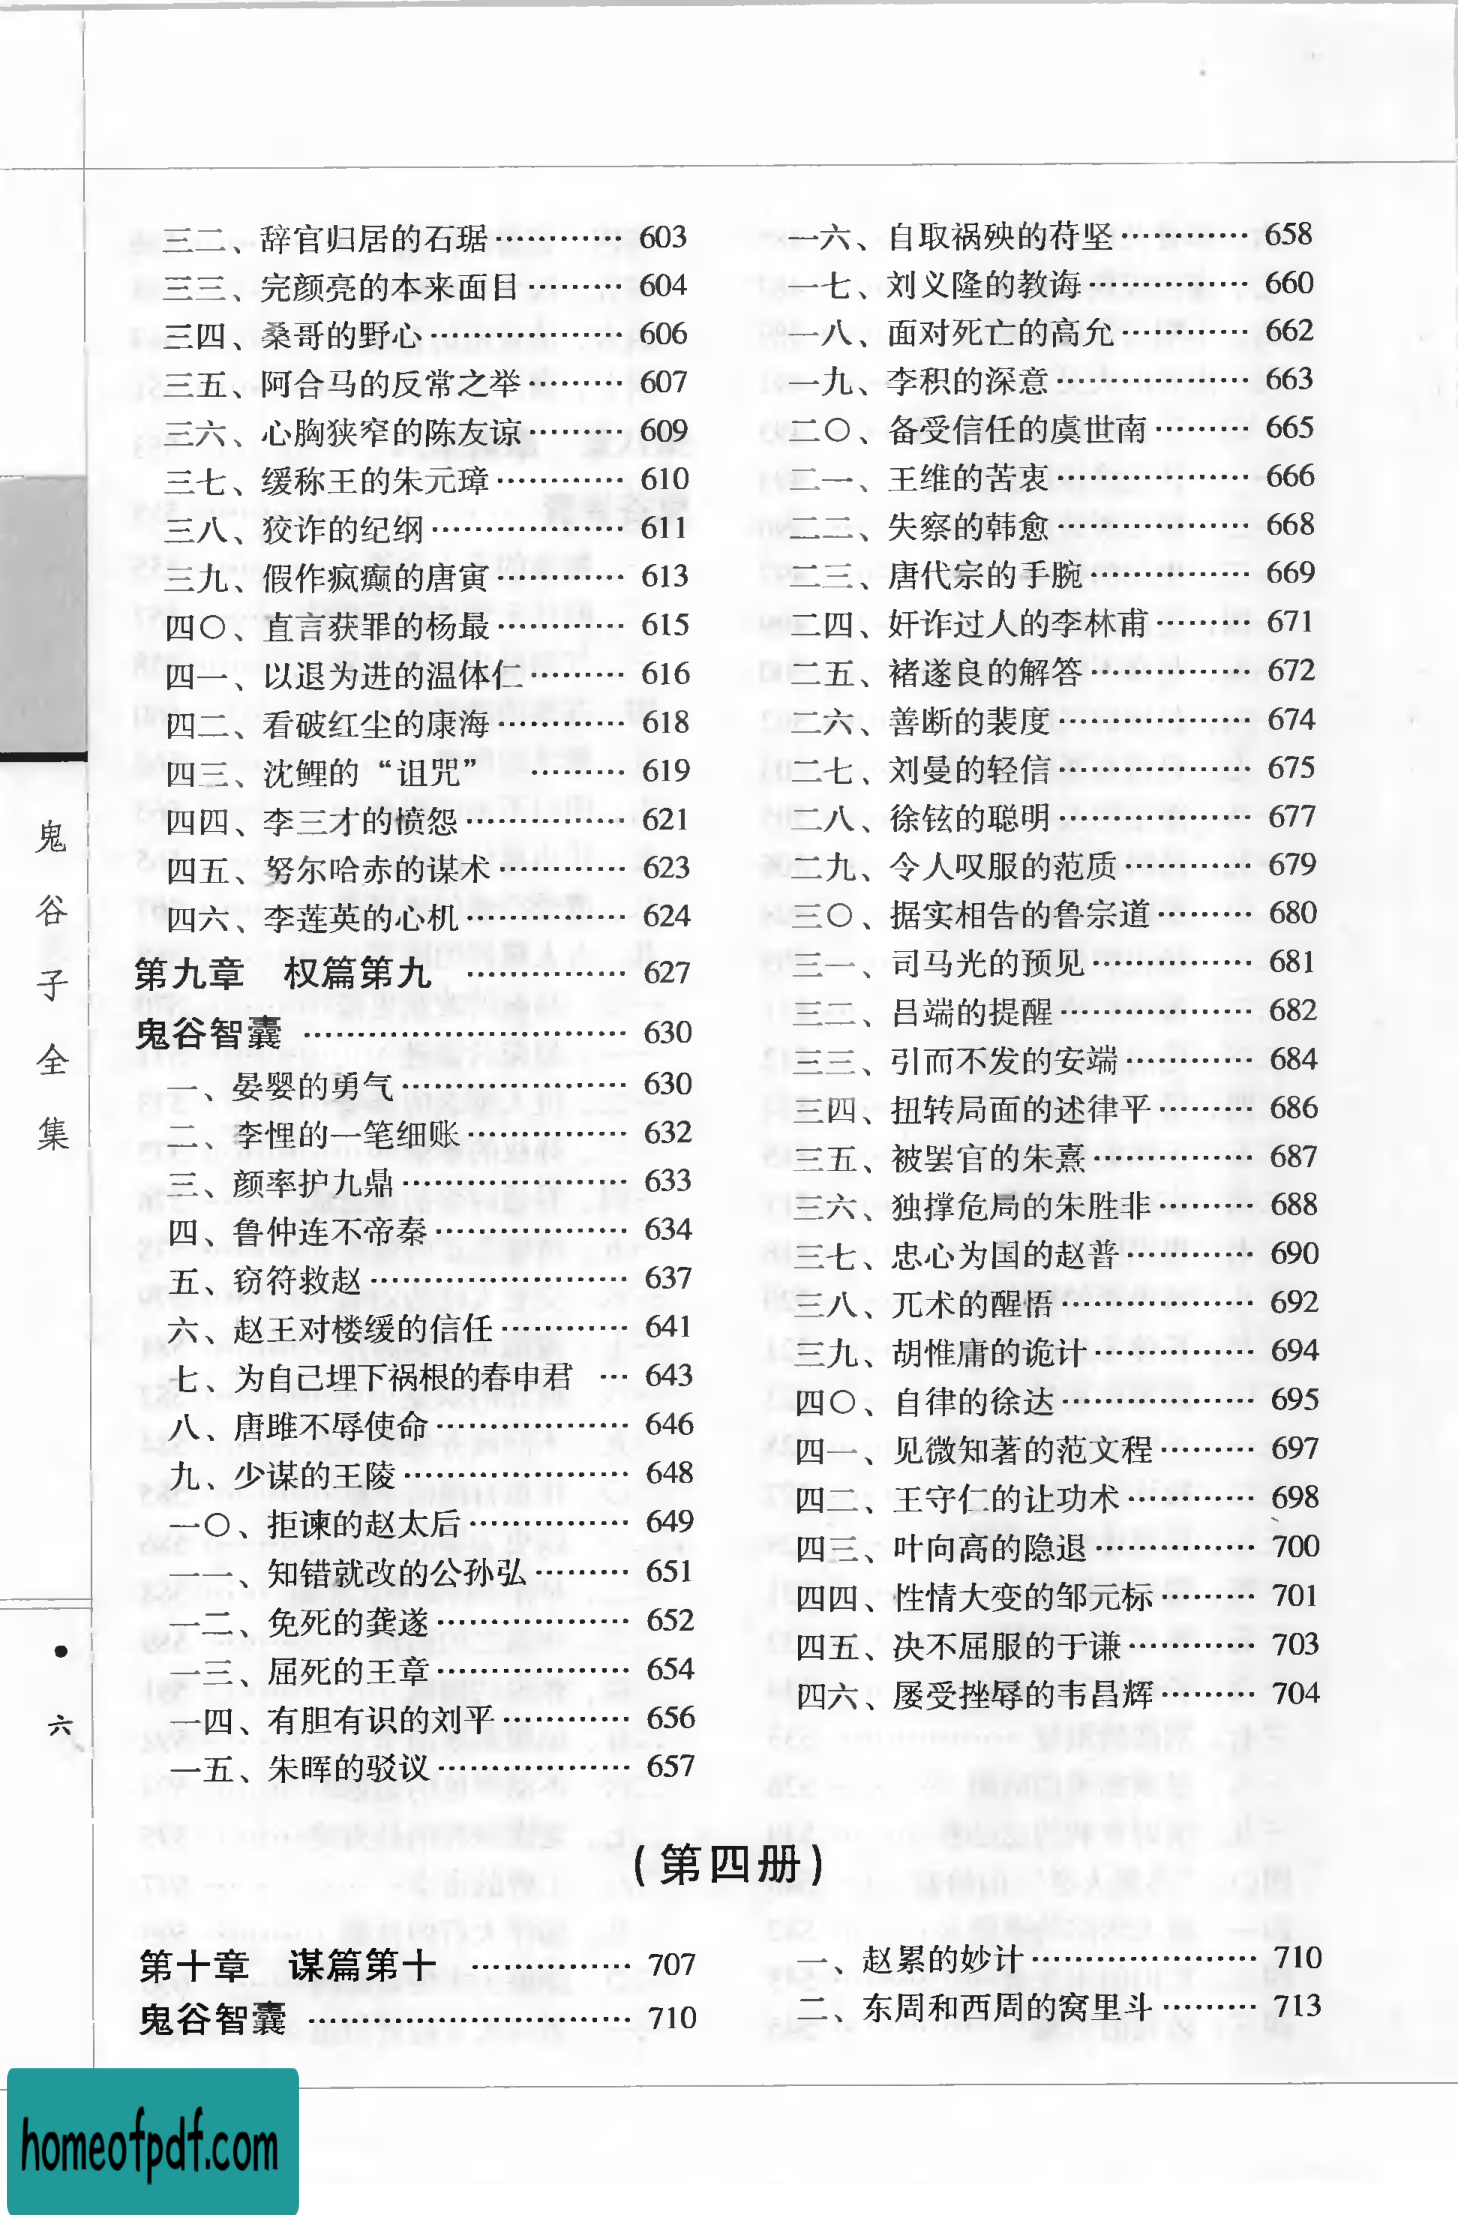 三二、辞官归居的石琚………… 603
三三、完颜亮的本来面目……… 604
三四、桑哥的野心……………… 606
三五、阿合马的反常之举……… 607
三六、心胸狭窄的陈友谅……… 609
三七、缓称王的朱元璋………… 610
三八、狡诈的纪纲……………… 611
三九、假作疯癫的唐寅………… 613
四〇、直言获罪的杨最………… 615
四一、以退为进的温体仁……… 616
四二、看破红尘的康海………… 618
四三、沈鲤的“诅咒” ……… 619
四四、李三才的愤怨…………… 621
四五、努尔哈赤的谋术………… 623
四六、李莲英的心机…………… 624
第九章 权篇第九 …………… 627
鬼谷智囊 ………………………… 630
一、晏婴的勇气………………… 630
二、李悝的一笔细账…………… 632
三、颜率护九鼎………………… 633
四、鲁仲连不帝秦……………… 634
五、窃符救赵…………………… 637
六、赵王对楼缓的信任………… 641
七、为自己埋下祸根的春申君 … 643
八、唐雎不辱使命……………… 646
九、少谋的王陵………………… 648
一〇、拒谏的赵太后…………… 649
一一、知错就改的公孙弘……… 651
一二、免死的龚遂……………… 652
一三、屈死的王章……………… 654
一四、有胆有识的刘平………… 656
一五、朱晖的驳议……………… 657
一六、自取祸殃的苻坚………… 658
一七、刘义隆的教诲…………… 660
一八、面对死亡的高允………… 662
一九、李积的深意……………… 663
二〇、备受信任的虞世南……… 665
二一、王维的苦衷……………… 666
二二、失察的韩愈……………… 668
二三、唐代宗的手腕…………… 669
二四、奸诈过人的李林甫……… 671
二五、褚遂良的解答…………… 672
二六、善断的裴度……………… 674
二七、刘曼的轻信……………… 675
二八、徐铉的聪明……………… 677
二九、令人叹服的范质………… 679
三〇、据实相告的鲁宗道……… 680
三一、司马光的预见…………… 681
三二、吕端的提醒……………… 682
三三、引而不发的安端………… 684
三四、扭转局面的述律平……… 686
三五、被罢官的朱熹…………… 687
三六、独撑危局的朱胜非……… 688
三七、忠心为国的赵普………… 690
三八、兀术的醒悟……………… 692
三九、胡惟庸的诡计…………… 694
四〇、自律的徐达……………… 695
四一、见微知著的范文程……… 697
四二、王守仁的让功术………… 698
四三、叶向高的隐退…………… 700
四四、性情大变的邹元标……… 701
四五、决不屈服的于谦………… 703
四六、屡受挫辱的韦昌辉……… 704
鬼谷子全集
•
六
(第四册)
第十章 谋篇第十 …………… 707
鬼谷智囊 ………………………… 710
一、赵累的妙计………………… 710
二、东周和西周的窝里斗……… 713
homeofpdf.com